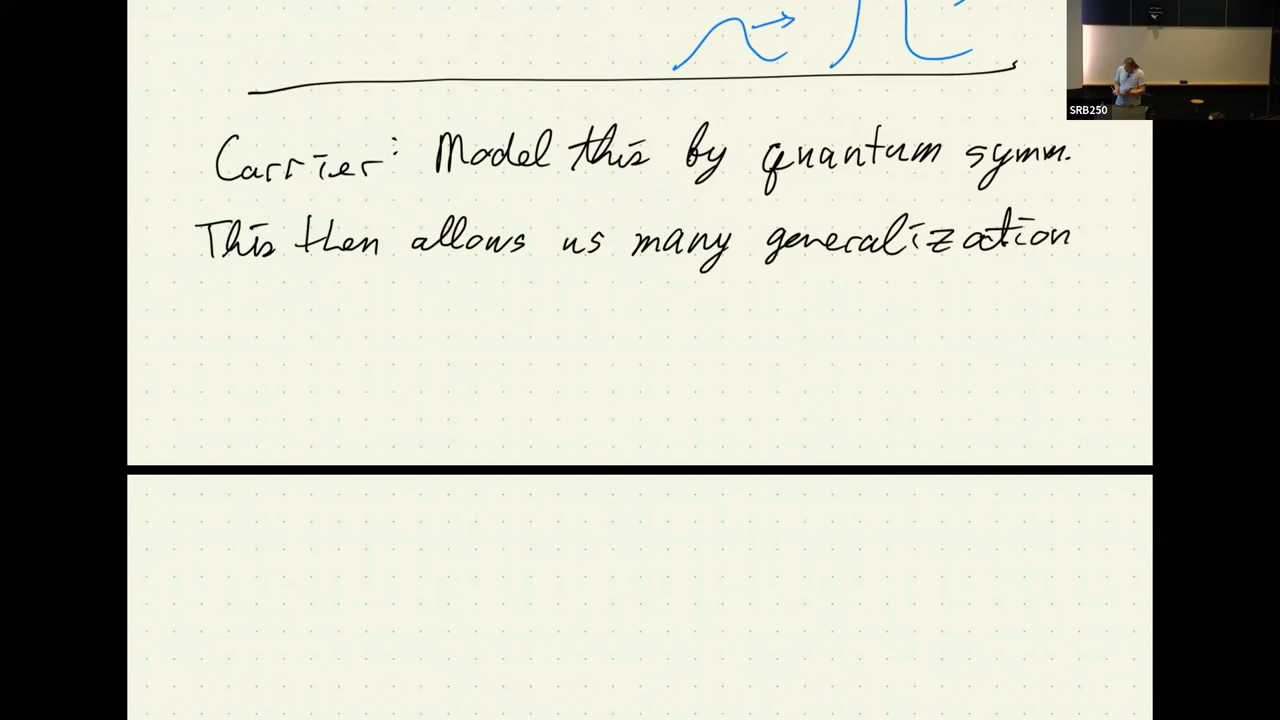 SRB250
Carrier: Model this by quantum symm.
This then allows us many generalization